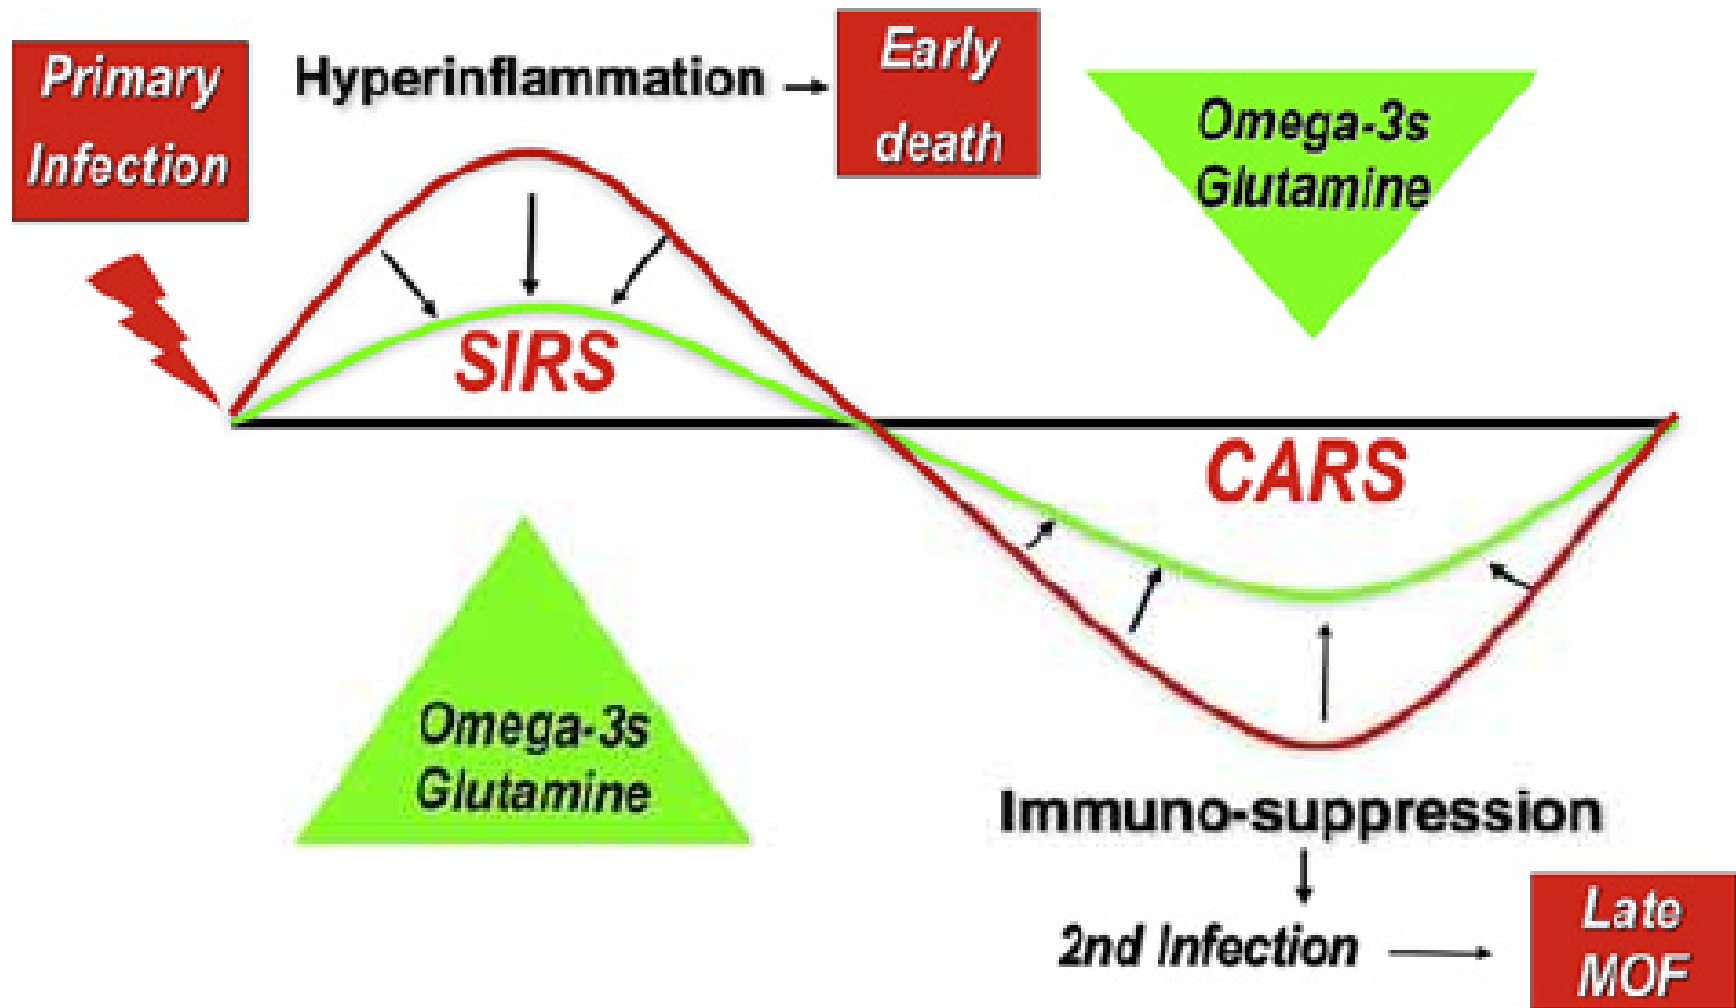 Primary
Infection
Hyperinflammation
Early
death
Omega-3s
Glutamine
SIRS
CARS
Omega-3s
Glutamine
Immuno-suppression
2nd Infection
Late
MOF